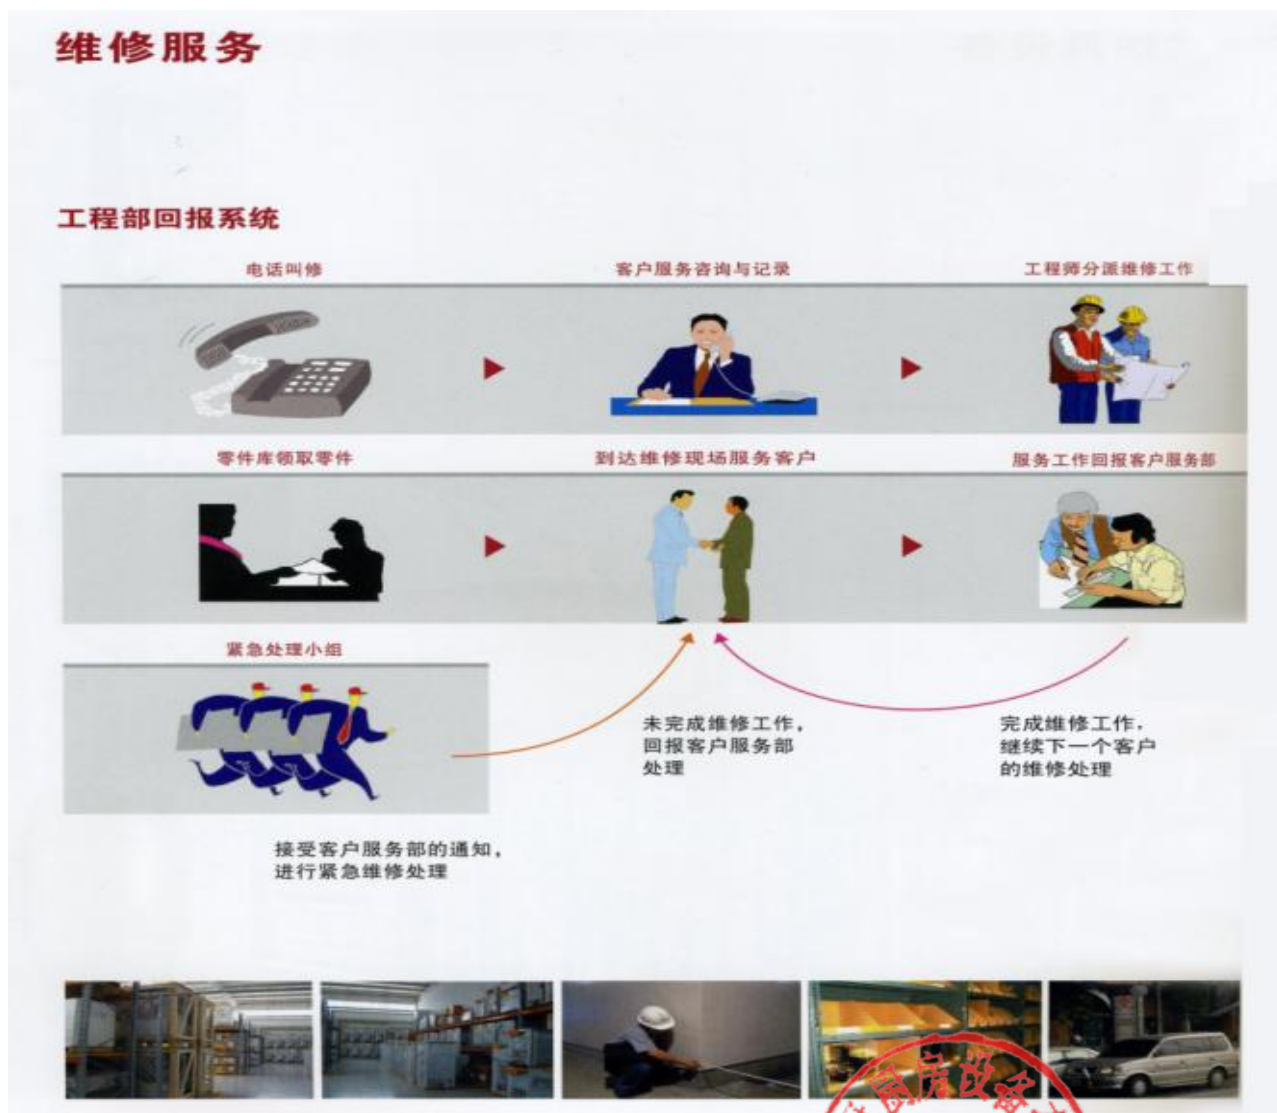 维修服务
工程部回报系统
电话叫修
客户服务咨询与记录
工程师分派维修工作
零件库领取零件
到达维修现场服务客户
服务工作回报客户服务部
紧急处理小组
未完成维修工作，
回报客户服务部
处理
完成维修工作．
继续下一个客户
的维修处理
接受客户服务部的通知，
进行紧急维修处理
厨房设备